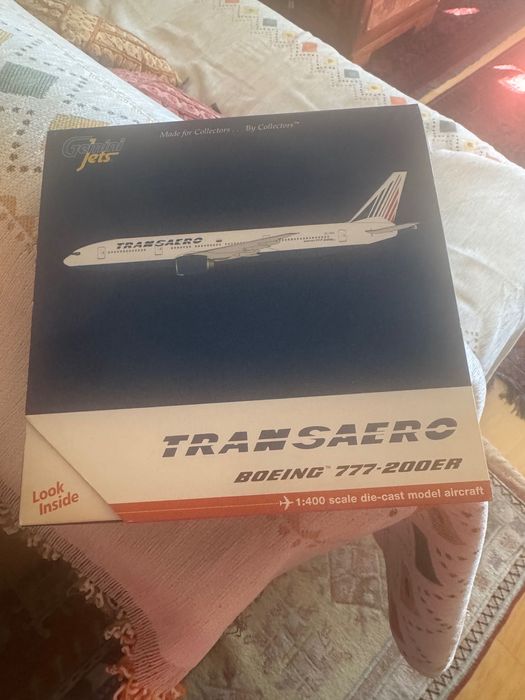 Gemini
Jets
Made for Collectors . . . By Collectors™
TRANSAERO
TRANSAERO
BOEING™ 777-200ER
Look
Inside
1:400 scale die-cast model aircraft